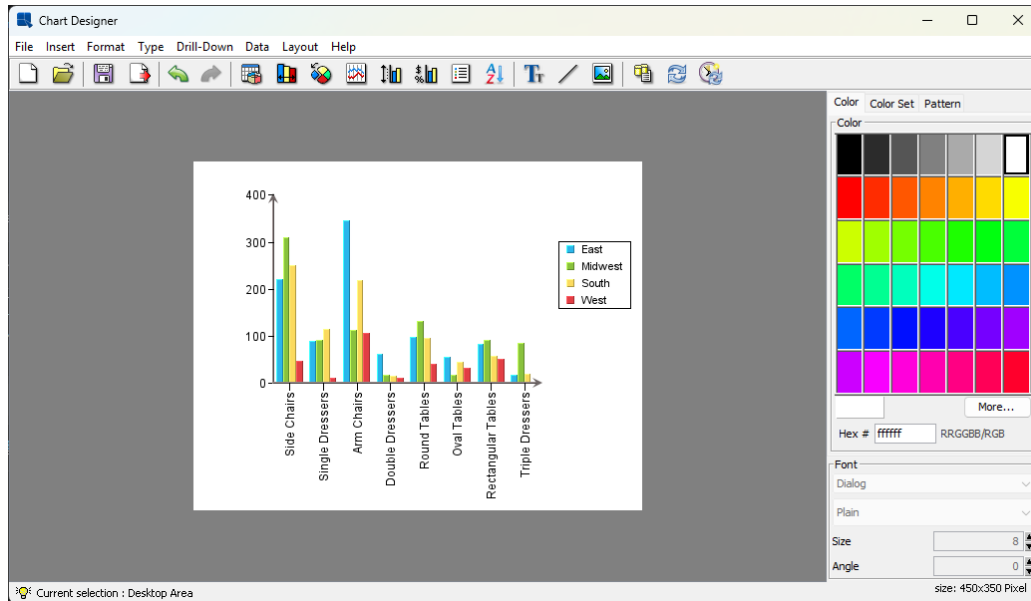 Chart Designer
File Insert Format Type Drill-Down Data Layout Help
Color Color Set Pattern
Color
400
300
200
100
0
East
Midwest
South
West
Side Chairs
Single Dressers
Arm Chairs
Double Dressers
Round Tables
Oval Tables
Rectangular Tables
Triple Dressers
More...
Hex # ffffff RRGGBB/RGB
Font
Dialog
Plain
Size 8
Angle 0
Current selection : Desktop Area
size: 450x350 Pixel